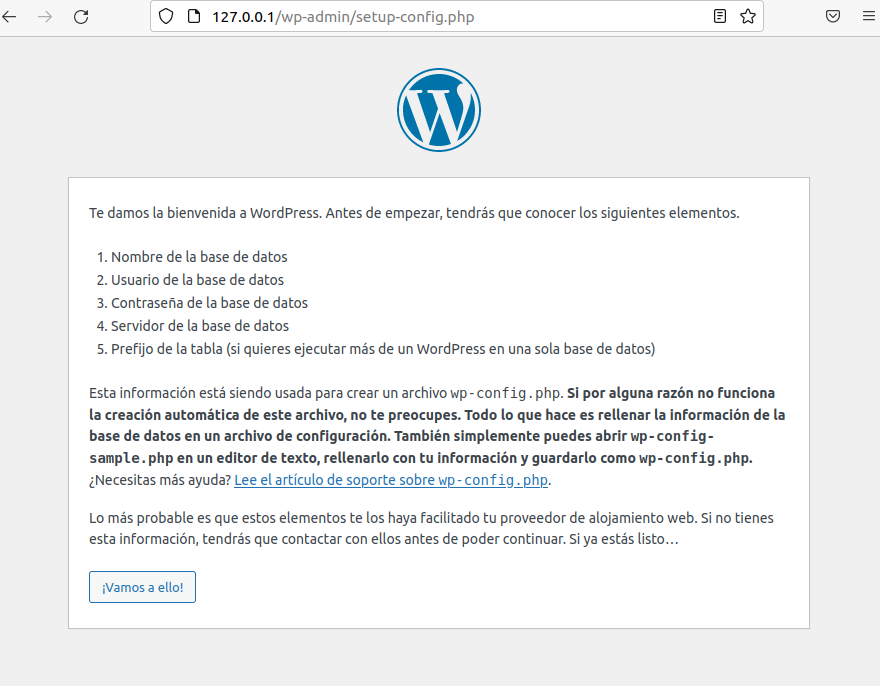 127.0.0.1/wp-admin/setup-config.php
Te damos la bienvenida a WordPress. Antes de empezar, tendrás que conocer los siguientes elementos.
1. Nombre de la base de datos
2. Usuario de la base de datos
3. Contraseña de la base de datos
4. Servidor de la base de datos
5. Prefijo de la tabla (si quieres ejecutar más de un WordPress en una sola base de datos)
Esta información está siendo usada para crear un archivo wp-config.php. Si por alguna razón no funciona
la creación automática de este archivo, no te preocupes. Todo lo que hace es rellenar la información de la
base de datos en un archivo de configuración. También simplemente puedes abrir wp-config-
sample.php en un editor de texto, rellenarlo con tu información y guardarlo como wp-config.php.
¿Necesitas más ayuda? Lee el artículo de soporte sobre wp-config.php.
Lo más probable es que estos elementos te los haya facilitado tu proveedor de alojamiento web. Si no tienes
esta información, tendrás que contactar con ellos antes de poder continuar. Si ya estás listo…
¡Vamos a ello!